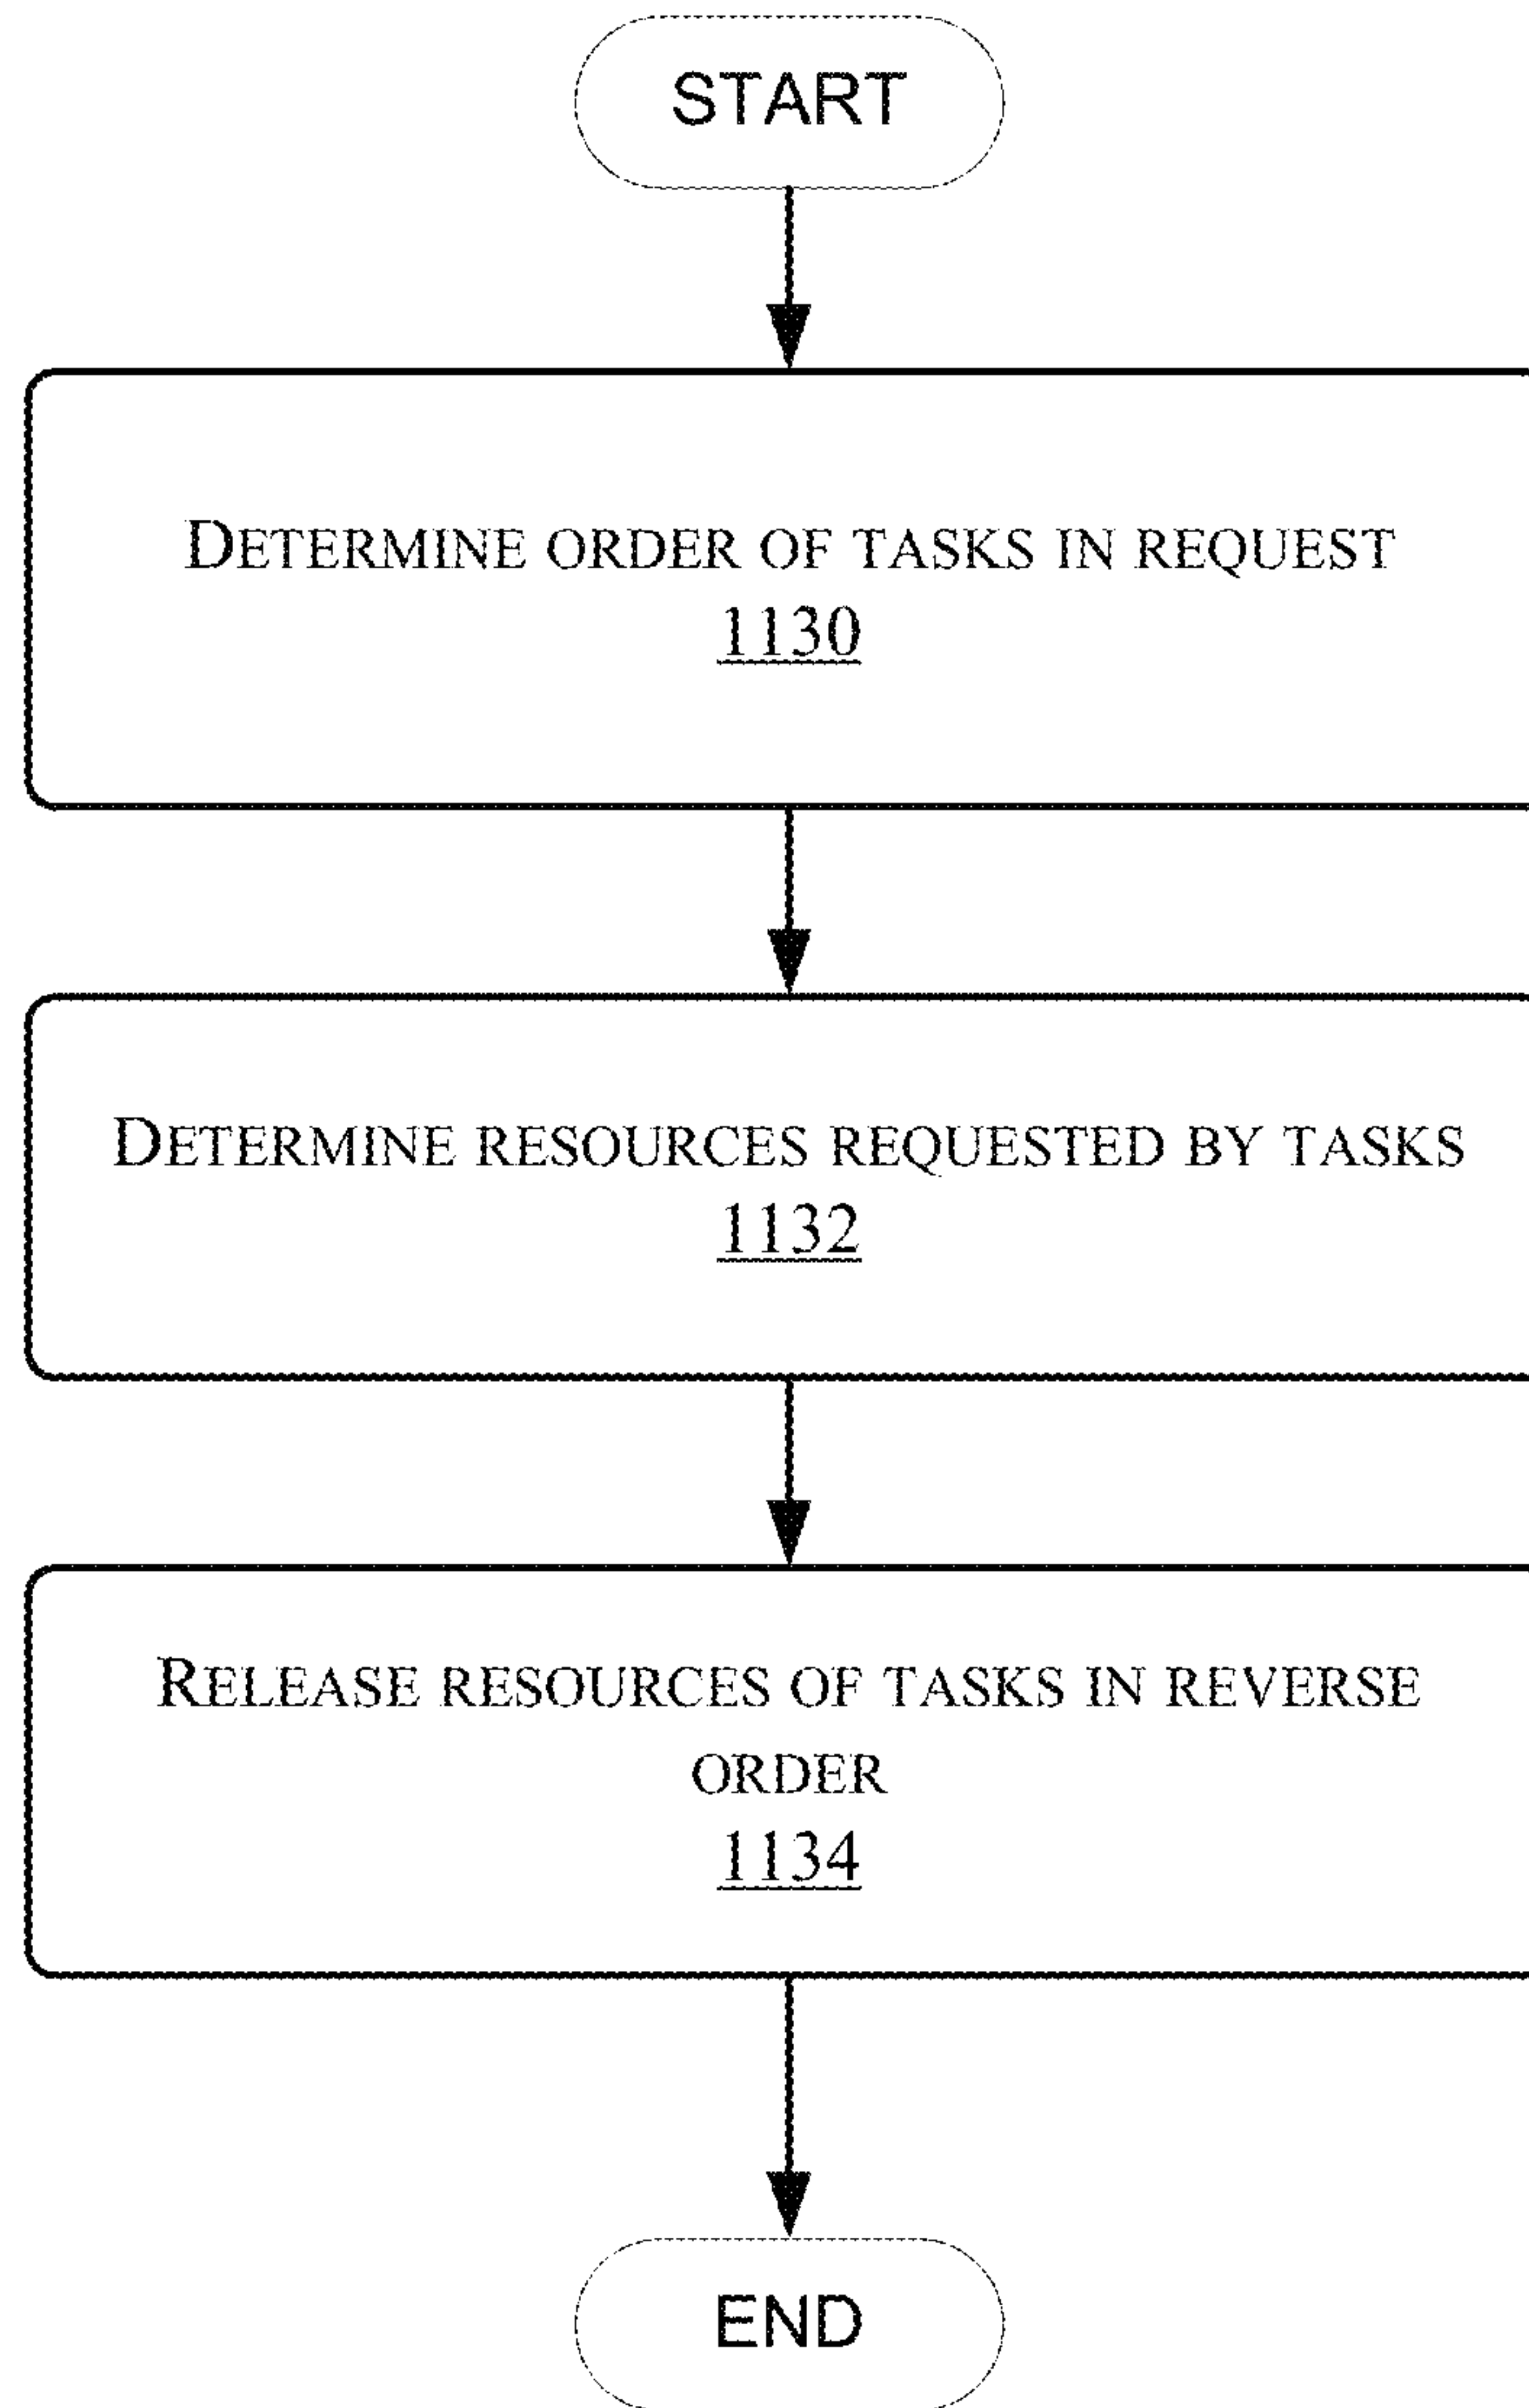 START
DETERMINE ORDER OF TASKS IN REQUEST
1130
DETERMINE RESOURCES REQUESTED BY TASKS
1132
RELEASE RESOURCES OF TASKS IN REVERSE
ORDER
1134
END